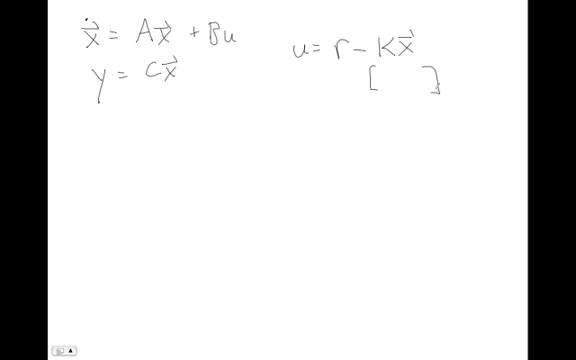 ẋ⃗ = Ax⃗ + Bu
y = Cx⃗
u = r - Kx⃗
[ ]